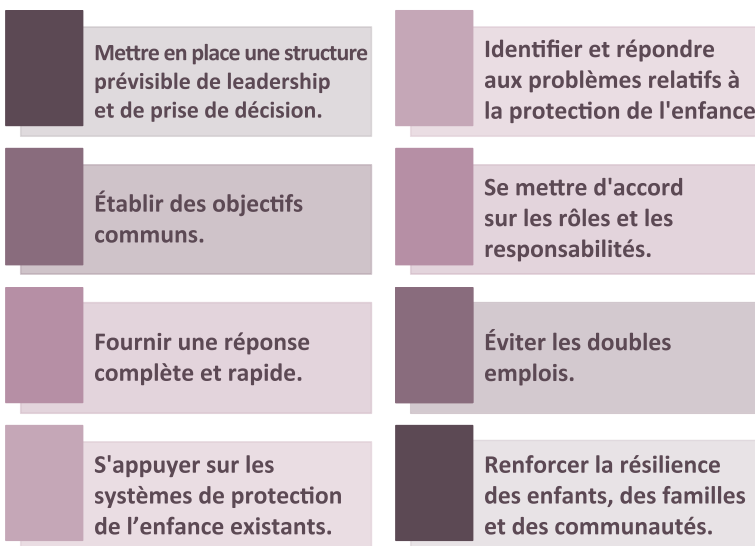 Mettre en place une structure
prévisible de leadership
et de prise de décision.
Identifier et répondre
aux problèmes relatifs à
la protection de l'enfance
Établir des objectifs
communs.
Se mettre d'accord
sur les rôles et les
responsabilités.
Fournir une réponse
complète et rapide.
Éviter les doubles
emplois.
S'appuyer sur les
systèmes de protection
de l’enfance existants.
Renforcer la résilience
des enfants, des familles
et des communautés.